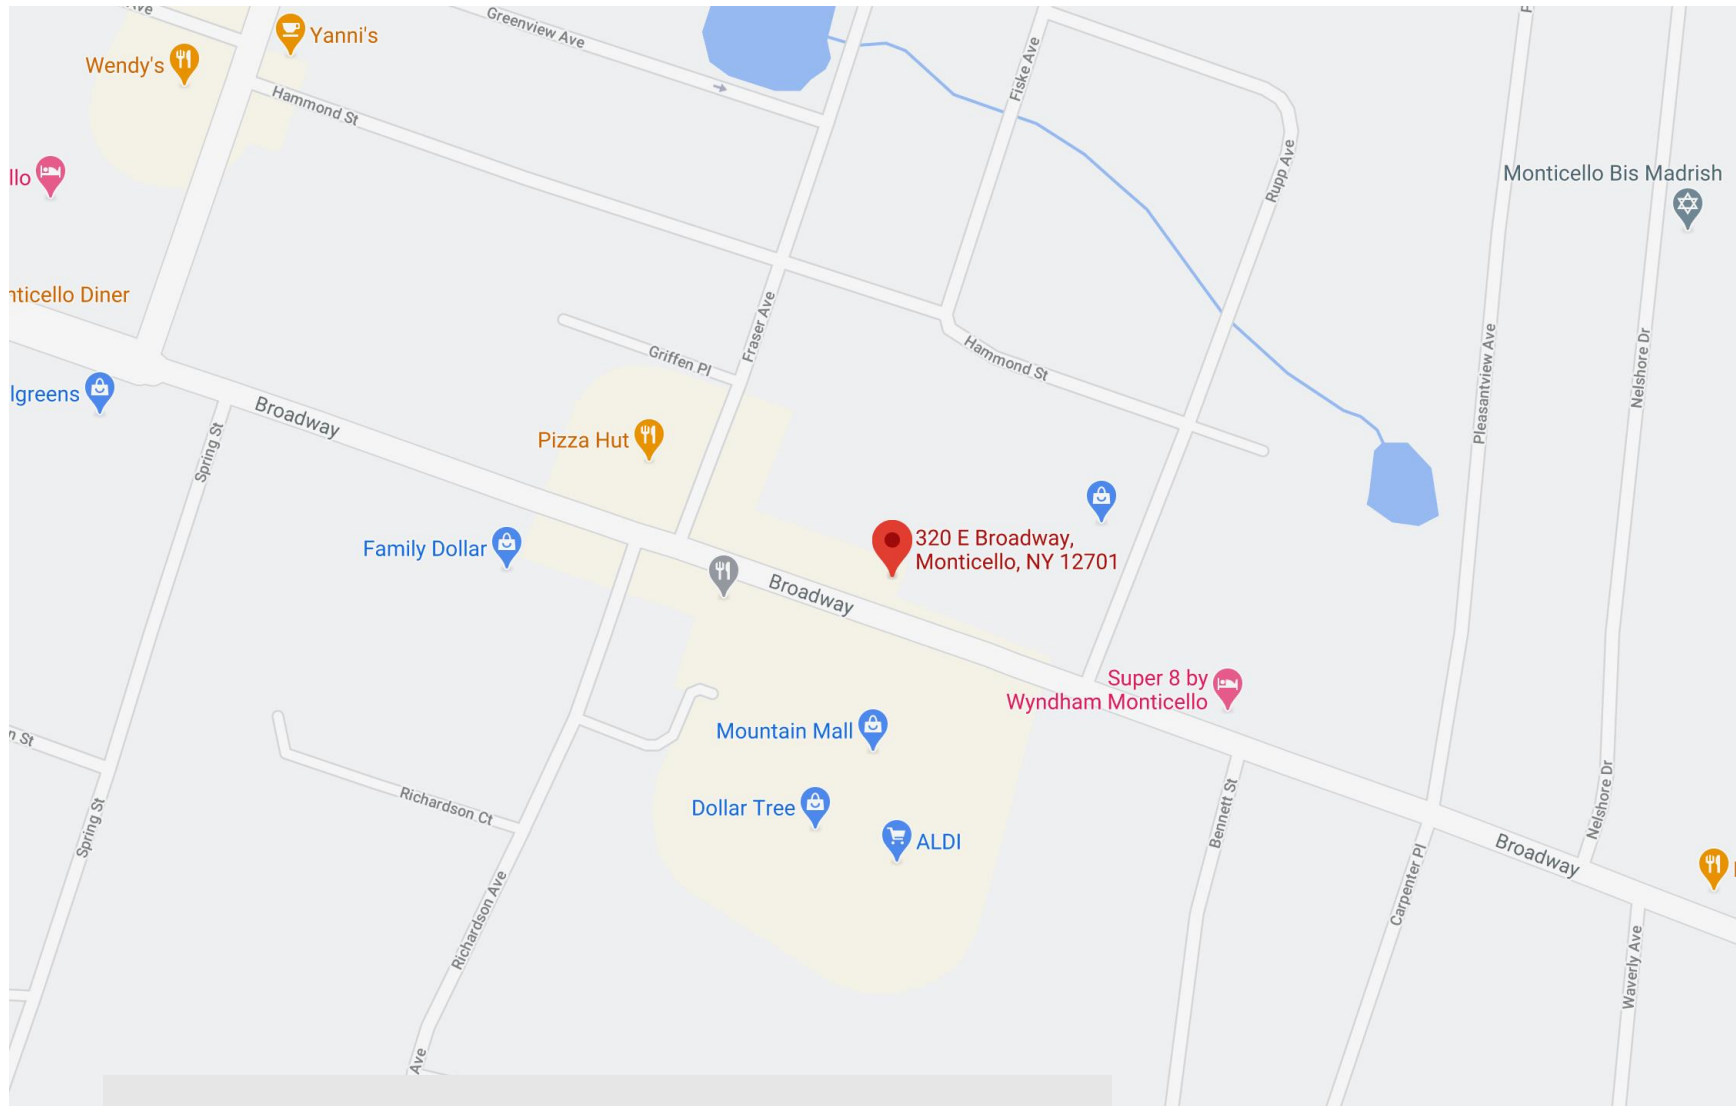 Ave
Yanni's
Greenview Ave
Wendy's
Fiske Ave
Hammond St
Rupp Ave
Monticello Bis Madrish
llo
nticello Diner
Fraser Ave
Griffen Pl
Hammond St
Pleasantview Ave
Nelshore Dr
lgreens
Broadway
Spring St
Pizza Hut
Family Dollar
320 E Broadway,
Monticello, NY 12701
Broadway
Super 8 by
Wyndham Monticello
Mountain Mall
n St
Richardson Ct
Dollar Tree
ALDI
Spring St
Bennett St
Nelshore Dr
Broadway
Carpenter Pl
Richardson Ave
Waverly Ave
Ave